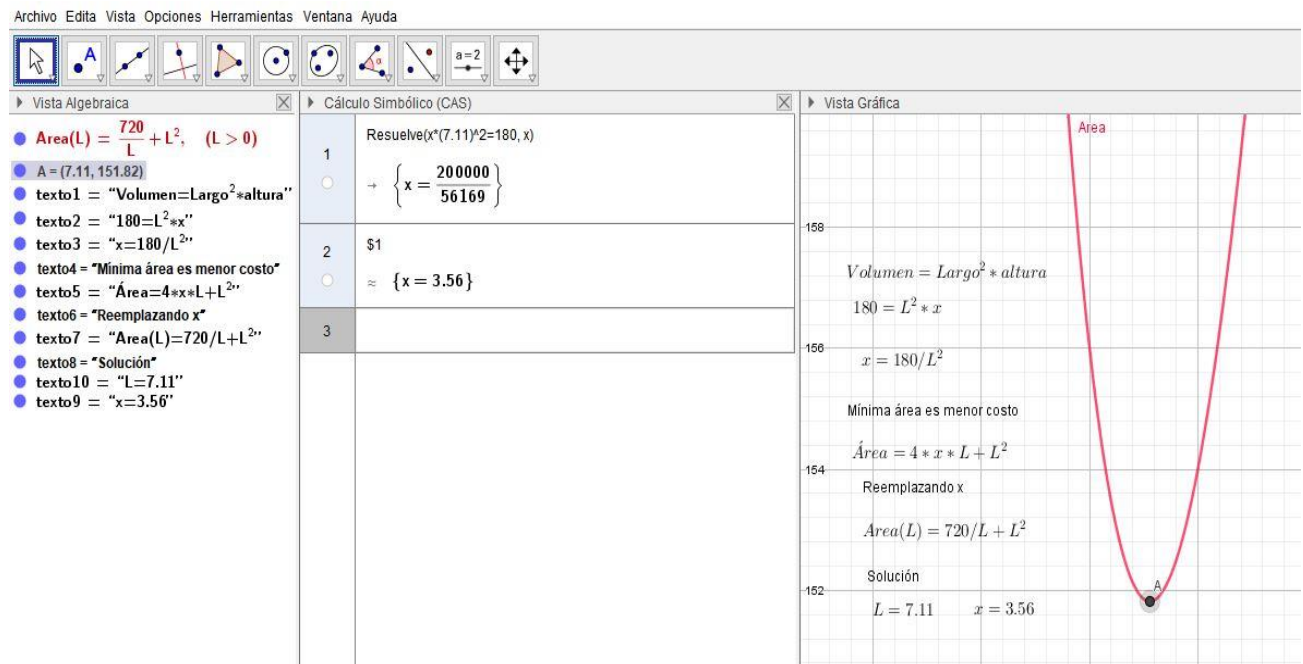 Archivo Edita Vista Opciones Herramientas Ventana Ayuda
A
α
a=2
Vista Algebraica
Area(L) = 720/L + L², (L > 0)
A = (7.11, 151.82)
texto1 = “Volumen=Largo²*altura”
texto2 = “180=L²*x”
texto3 = “x=180/L²”
texto4 = "Mínima área es menor costo"
texto5 = “Área=4*x*L+L²”
texto6 = "Reemplazando x"
texto7 = “Area(L)=720/L+L²”
texto8 = "Solución"
texto10 = “L=7.11”
texto9 = “x=3.56”
Cálculo Simbólico (CAS)
1
Resuelve(x*(7.11)^2=180, x)
→ {x = 200000/56169}
2
$1
≈ {x = 3.56}
3
Vista Gráfica
Area
158
Volumen = Largo² * altura
180 = L² * x
156
x = 180/L²
Mínima área es menor costo
Área = 4 * x * L + L²
154
Reemplazando x
Area(L) = 720/L + L²
Solución
152
A
L = 7.11 x = 3.56